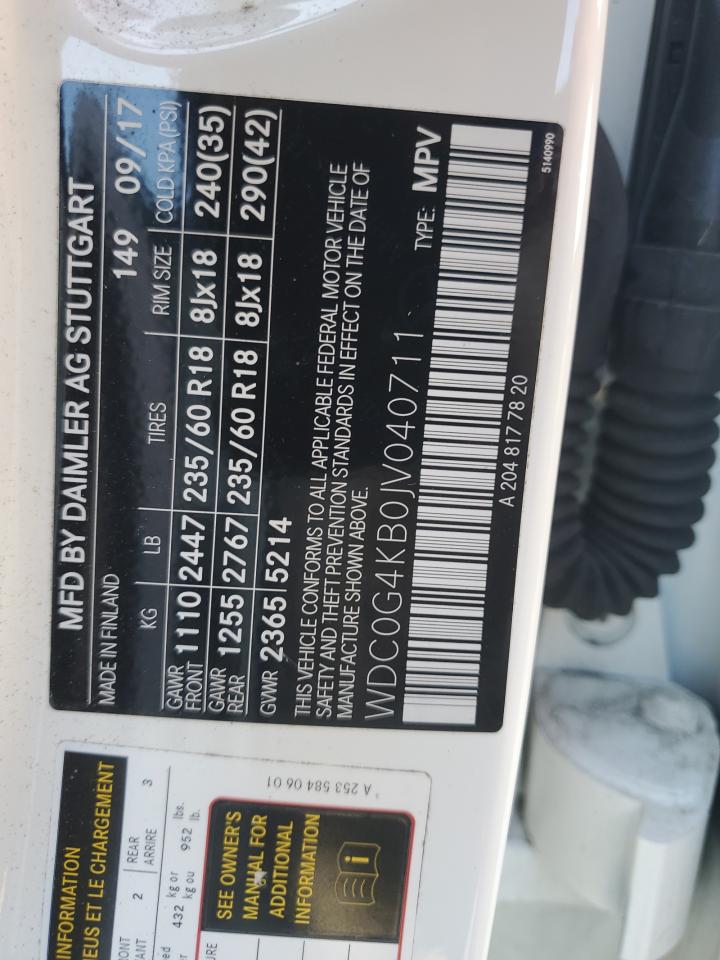 MFD BY DAIMLER AG STUTTGART
MADE IN FINLAND 149 09/17
KG LB TIRES RIM SIZE COLD KPA(PSI)
GAWR FRONT 1110 2447 235/60 R18 8Jx18 240(35)
GAWR REAR 1255 2767 235/60 R18 8Jx18 290(42)
GVWR 2365 5214
THIS VEHICLE CONFORMS TO ALL APPLICABLE FEDERAL MOTOR VEHICLE
SAFETY AND THEFT PREVENTION STANDARDS IN EFFECT ON THE DATE OF
MANUFACTURE SHOWN ABOVE.
WDC0G4KB0JV040711 TYPE: MPV
A 204 817 78 20
5140990
INFORMATION
ET LE CHARGEMENT
2 REAR ARRIERE 3
432 kg or kg ou 952 lbs. lb.
SEE OWNER'S
MANUAL FOR
ADDITIONAL
INFORMATION
A 253 584 06 01